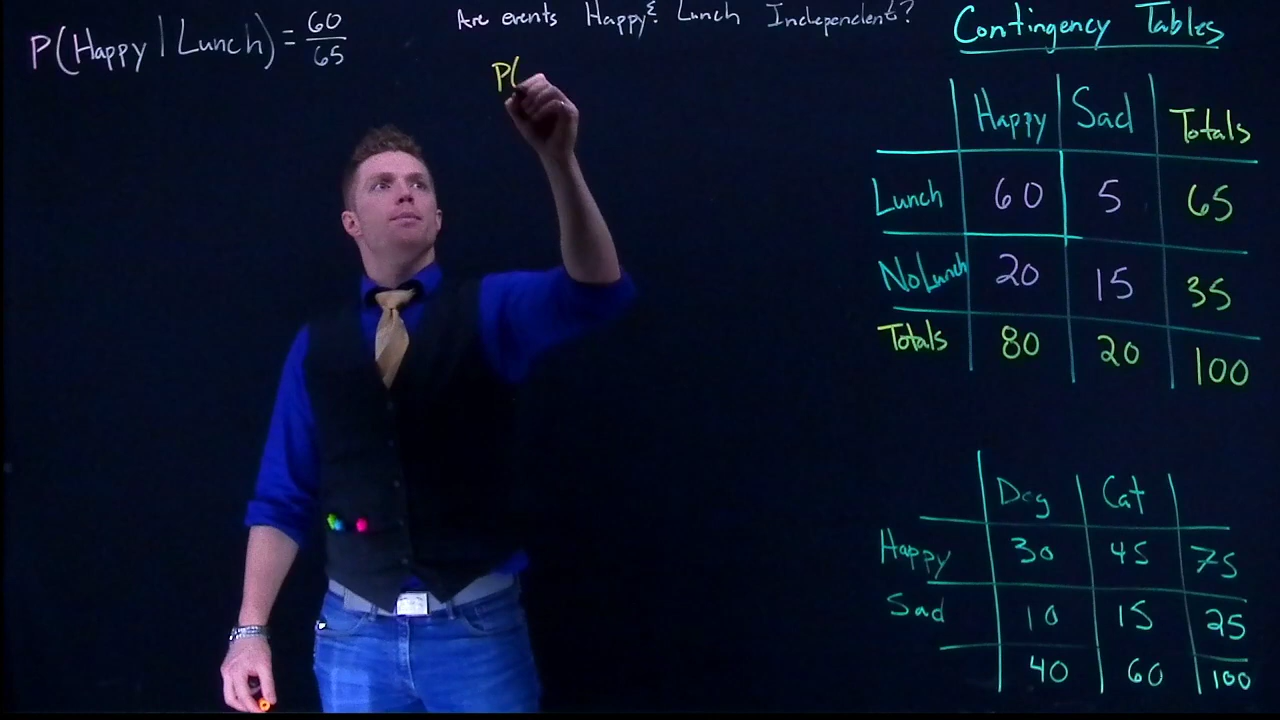 P(Happy | Lunch) = 60/65
Are events Happy & Lunch Independent?
P(
Contingency Tables
Happy Sad Totals
Lunch 60 5 65
No Lunch 20 15 35
Totals 80 20 100
Dog Cat
Happy 30 45 75
Sad 10 15 25
40 60 100